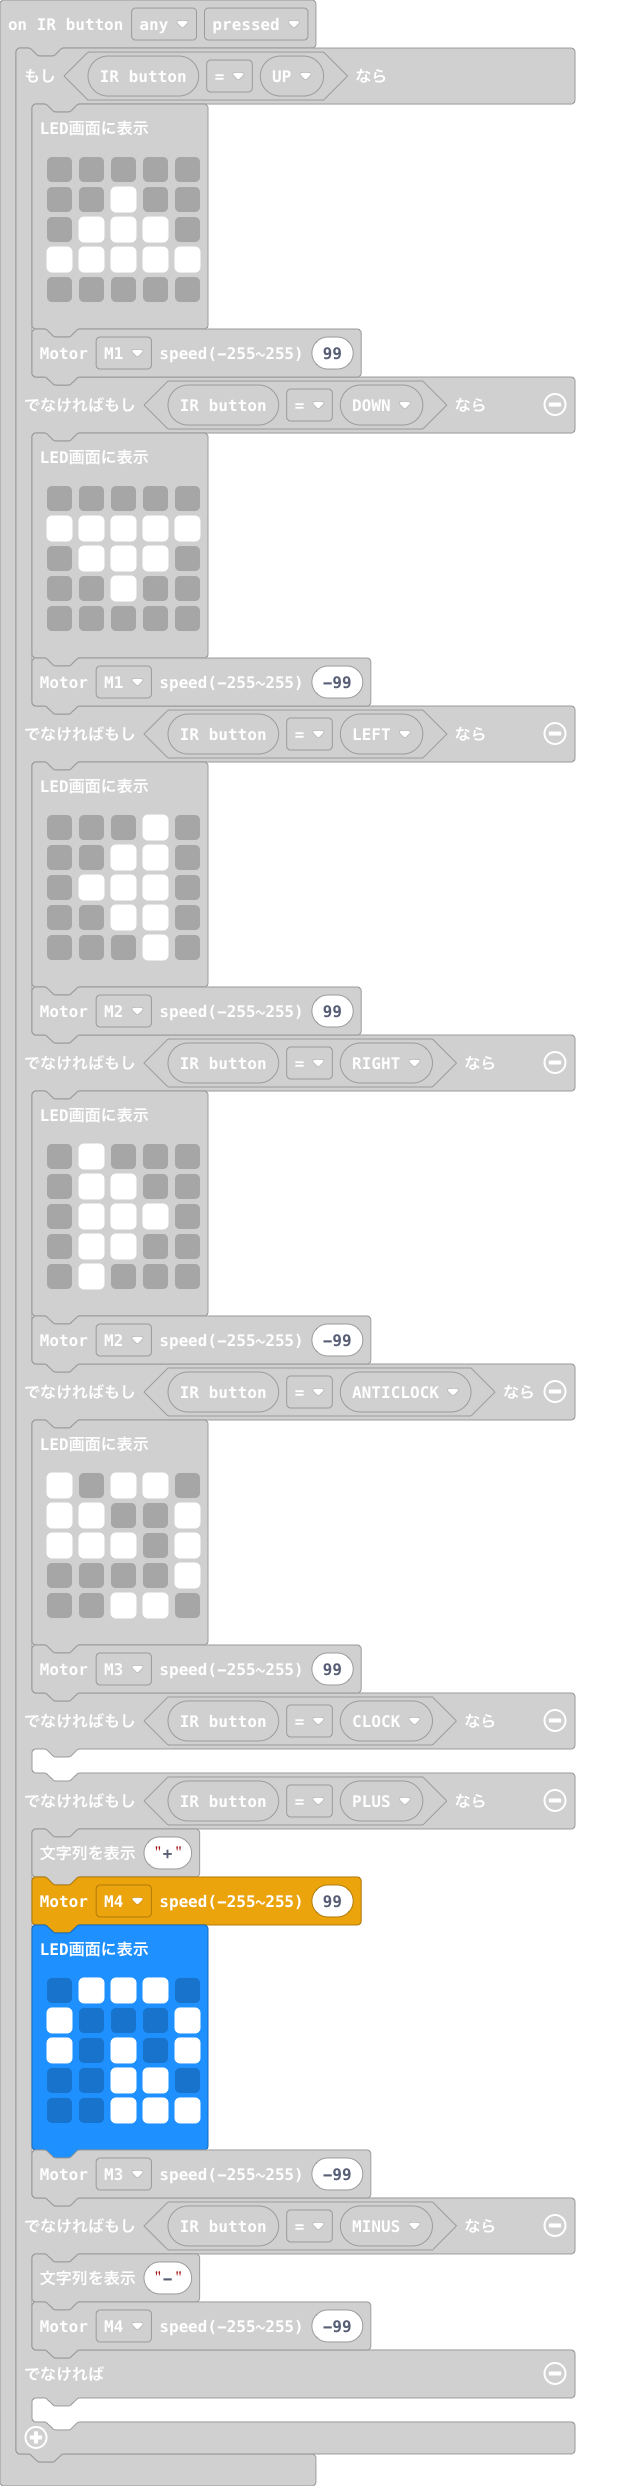 on IR button any pressed
もし IR button = UP なら
LED画面に表示
Motor M1 speed(-255~255) 99
でなければもし IR button = DOWN なら
LED画面に表示
Motor M1 speed(-255~255) -99
でなければもし IR button = LEFT なら
LED画面に表示
Motor M2 speed(-255~255) 99
でなければもし IR button = RIGHT なら
LED画面に表示
Motor M2 speed(-255~255) -99
でなければもし IR button = ANTICLOCK なら
LED画面に表示
Motor M3 speed(-255~255) 99
でなければもし IR button = CLOCK なら
でなければもし IR button = PLUS なら
文字列を表示 "+"
Motor M4 speed(-255~255) 99
LED画面に表示
Motor M3 speed(-255~255) -99
でなければもし IR button = MINUS なら
文字列を表示 "-"
Motor M4 speed(-255~255) -99
でなければ